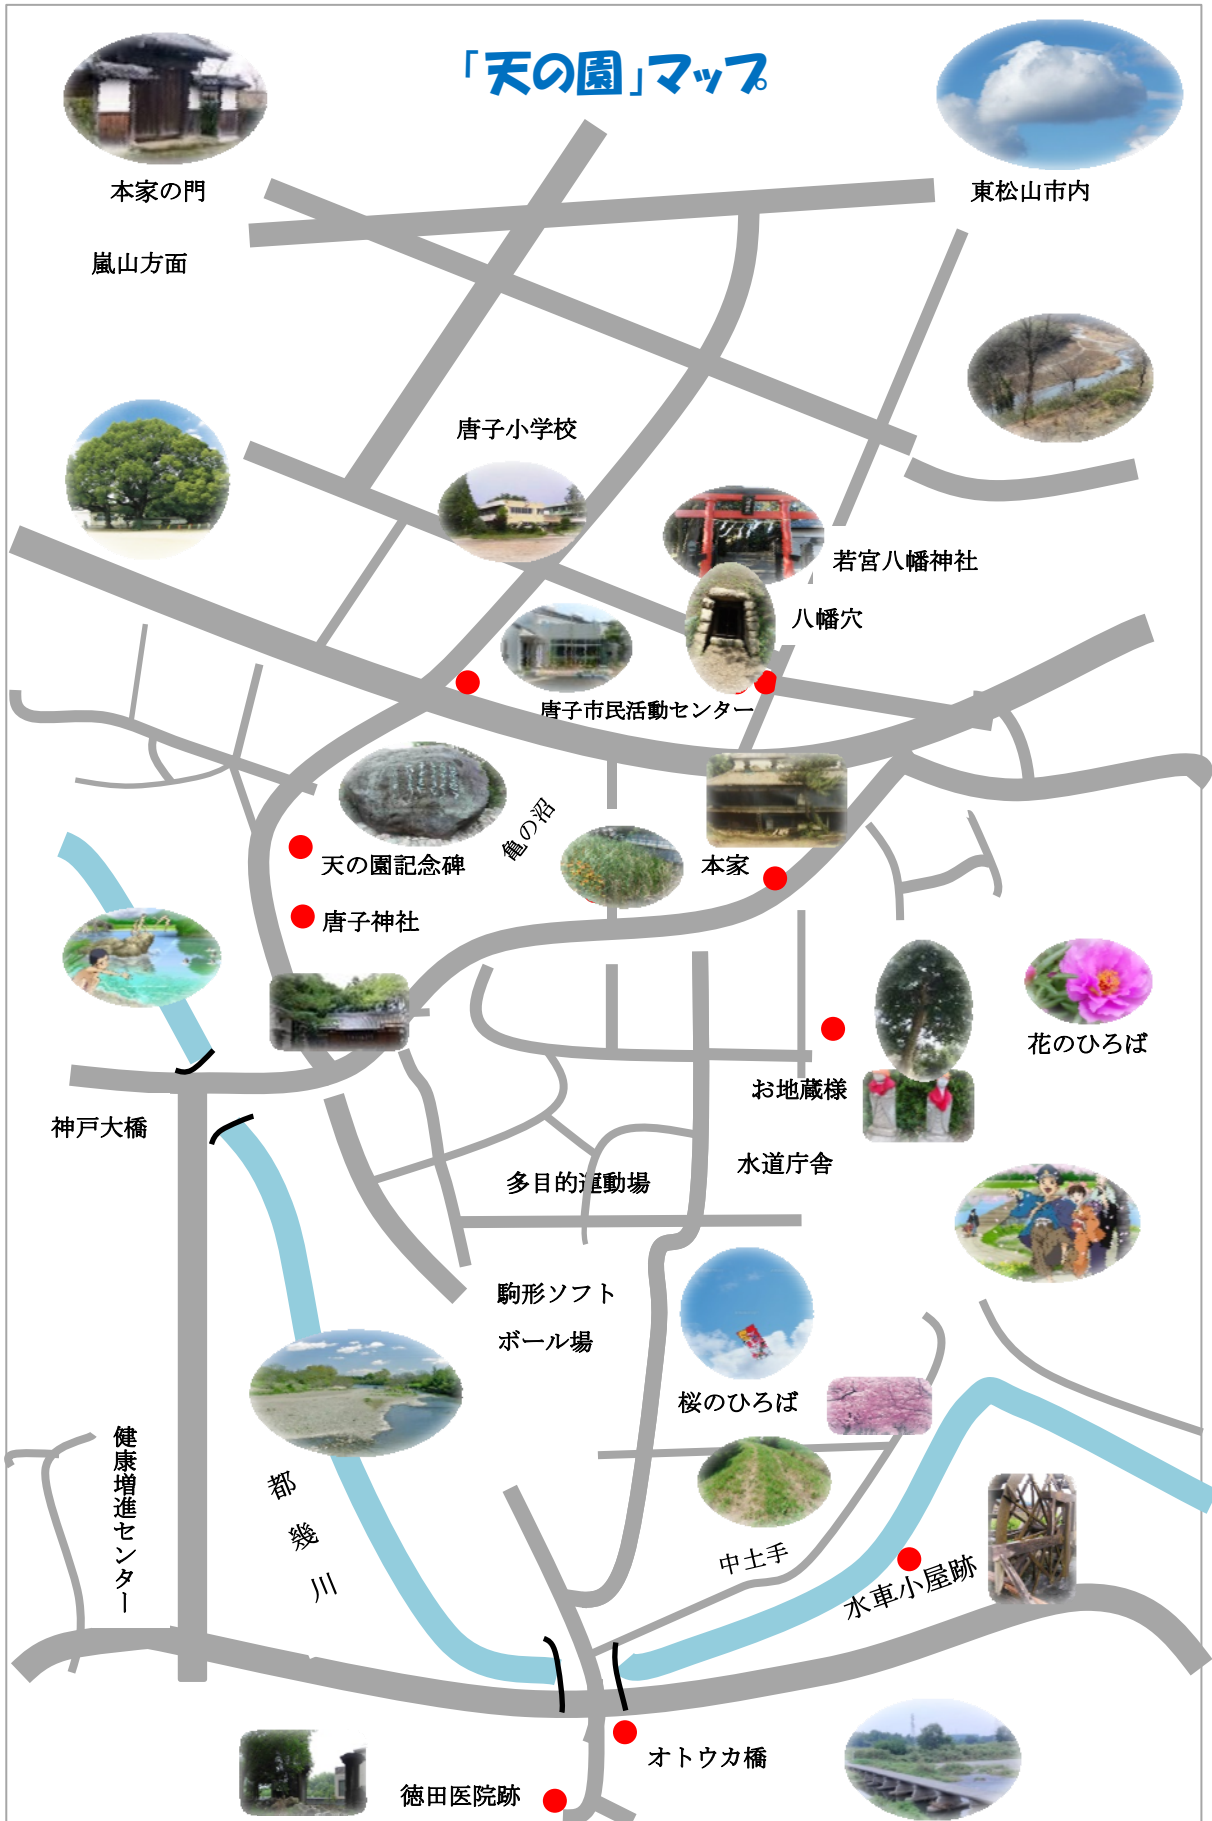 「天の園」マップ
本家の門
東松山市内
嵐山方面
唐子小学校
若宮八幡神社
八幡穴
唐子市民活動センター
亀の沼
天の園記念碑
本家
唐子神社
花のひろば
お地蔵様
神戸大橋
水道庁舎
多目的運動場
駒形ソフト
ボール場
桜のひろば
健康増進センター
都幾川
中土手
水車小屋跡
オトウカ橋
徳田医院跡